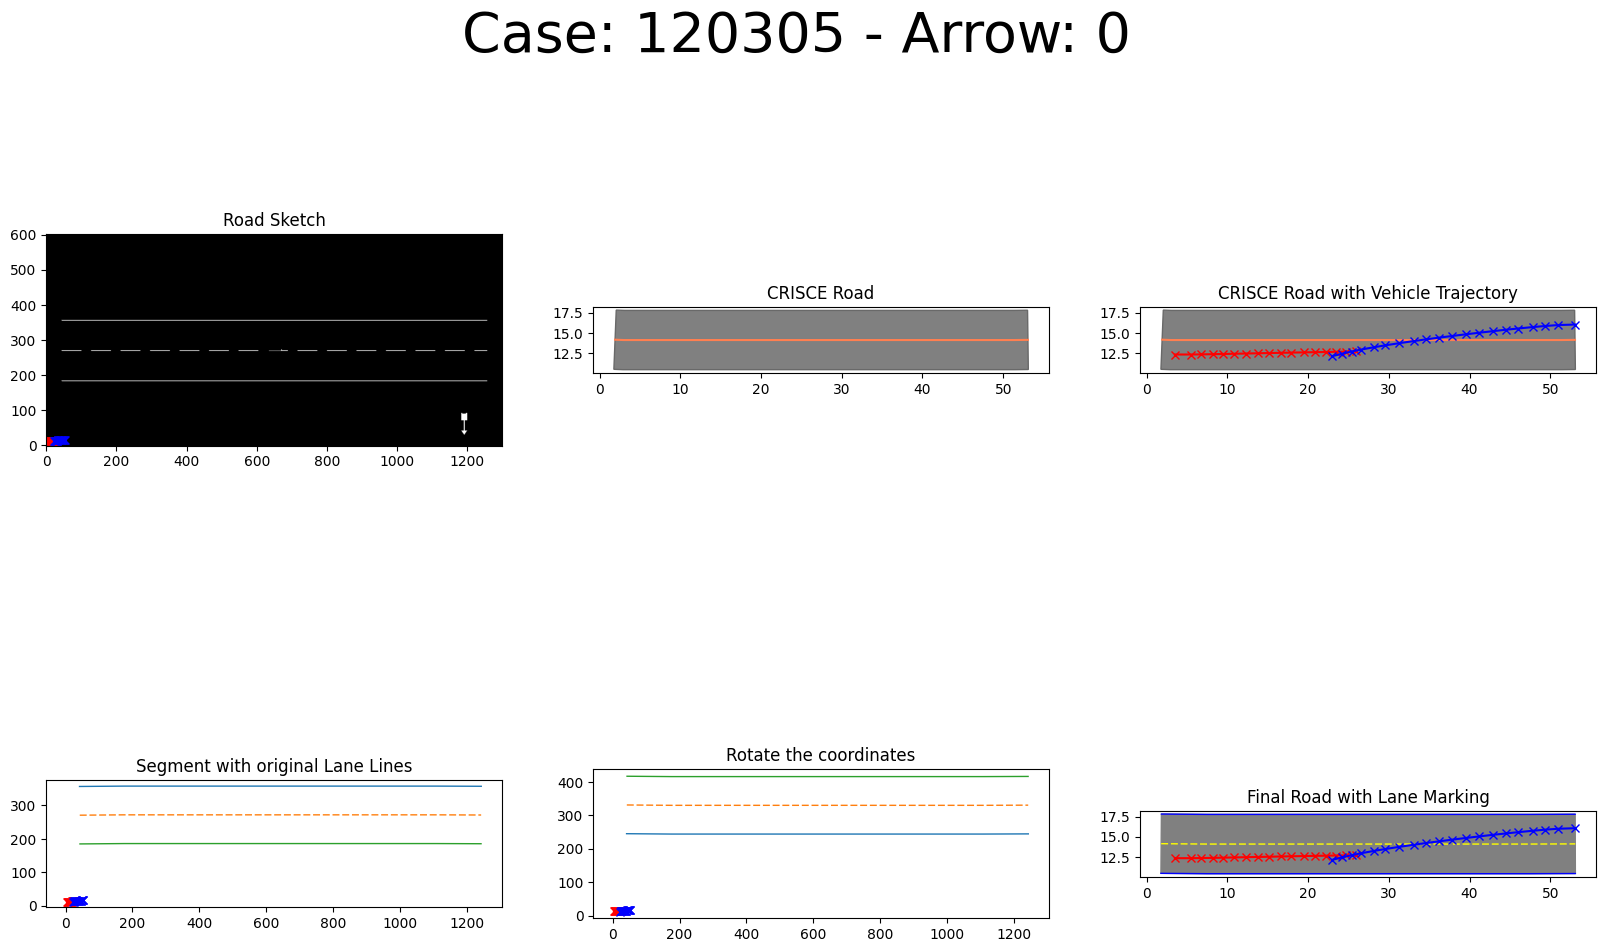 Case: 120305 - Arrow: 0
Road Sketch
600
500
400
300
200
100
0
0 200 400 600 800 1000 1200
CRISCE Road
17.5
15.0
12.5
0 10 20 30 40 50
CRISCE Road with Vehicle Trajectory
17.5
15.0
12.5
0 10 20 30 40 50
Segment with original Lane Lines
300
200
100
0
0 200 400 600 800 1000 1200
Rotate the coordinates
400
300
200
100
0
0 200 400 600 800 1000 1200
Final Road with Lane Marking
17.5
15.0
12.5
0 10 20 30 40 50